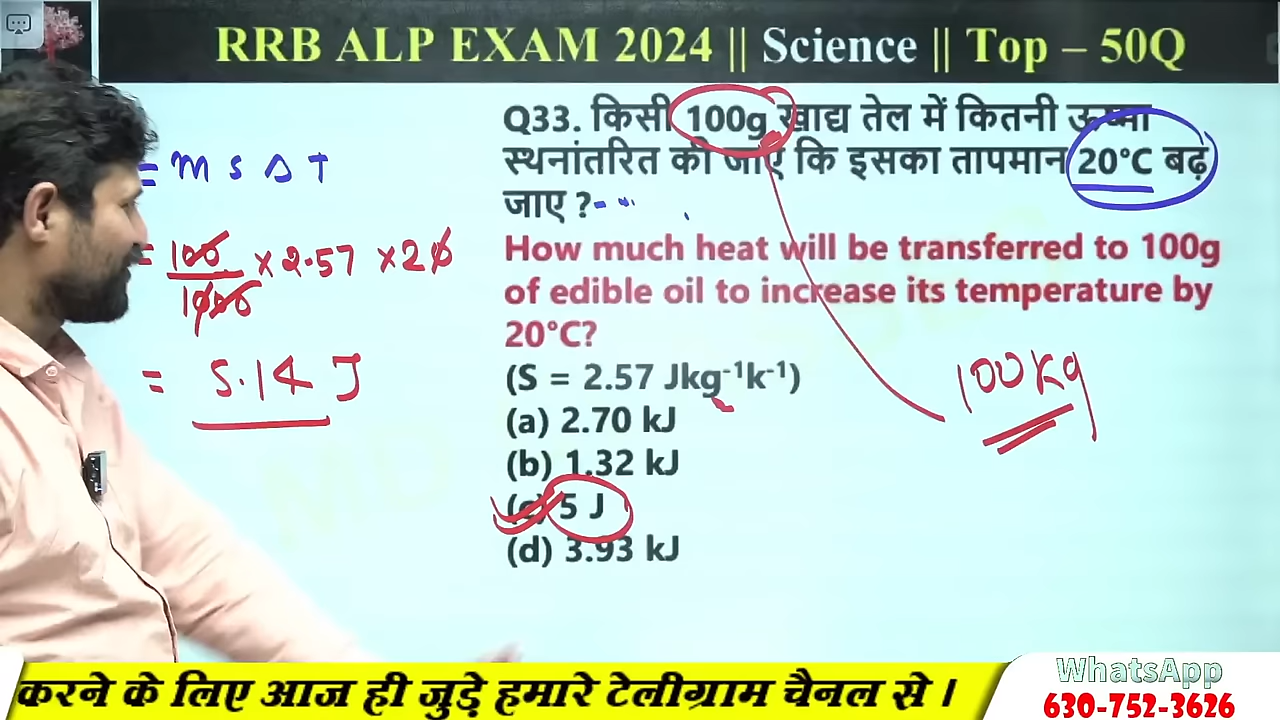 RRB ALP EXAM 2024 || Science || Top – 50Q
Q33. किसी 100g खाद्य तेल में कितनी ऊष्मा
स्थनांतरित की जाए कि इसका तापमान 20°C बढ़
जाए ?
How much heat will be transferred to 100g
of edible oil to increase its temperature by
20°C?
(S = 2.57 Jkg⁻¹k⁻¹)
(a) 2.70 kJ
(b) 1.32 kJ
(c) 5 J
(d) 3.93 kJ
= m s Δ T
= 100/1000 × 2.57 × 20
= 5.14 J
100 kg
करने के लिए आज ही जुड़े हमारे टेलीग्राम चैनल से ।
WhatsApp
630-752-3626